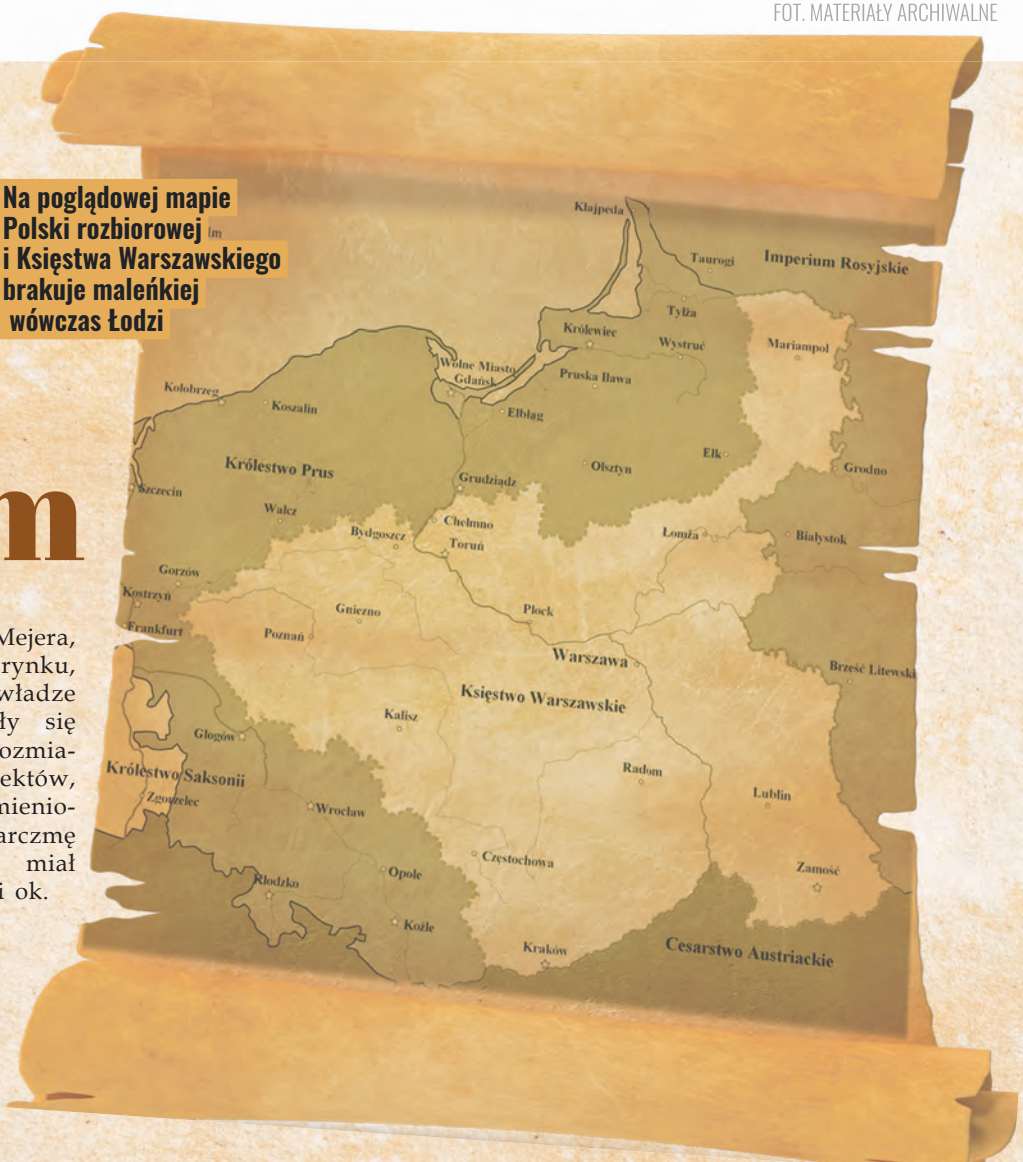 FOT. MATERIAŁY ARCHIWALNE
Na poglądowej mapie
Polski rozbiorowej
i Księstwa Warszawskiego
brakuje maleńkiej
wówczas Łodzi
lm
m
Mejera,
rynku,
władze
ły się
ozmia-
ektów,
mienio-
arczmę
miał
i ok.
Kłajpeda
Taurogi
Imperium Rosyjskie
Tylża
Królewiec
Wystruć
Mariampol
Wolne Miasto
Gdańsk
Pruska Iława
Kołobrzeg
Koszalin
Elbląg
Ełk
Królestwo Prus
Olsztyn
Grodno
Szczecin
Grudziądz
Wałcz
Chełmno
Bydgoszcz
Toruń
Łomża
Białystok
Gorzów
Kostrzyń
Gniezno
Płock
Frankfurt
Poznań
Warszawa
Brześć Litewski
Księstwo Warszawskie
Kalisz
Głogów
Radom
Królestwo Saksonii
Lublin
Zgorzelec
Wrocław
Częstochowa
Opole
Zamość
Kłodzko
Koźle
Kraków
Cesarstwo Austriackie